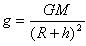 g = GM / (R + h)²